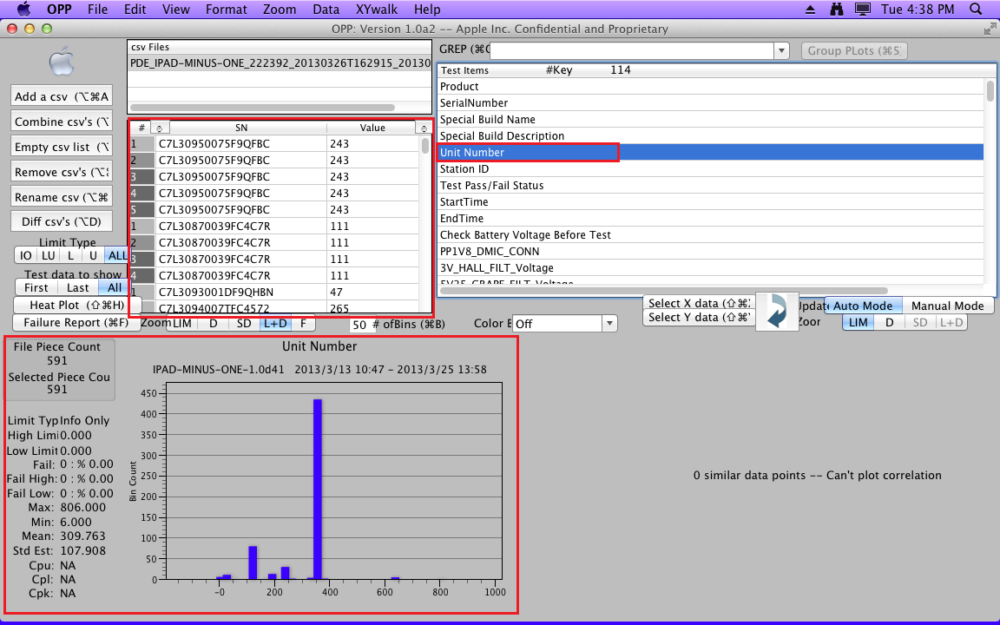 OPP File Edit View Format Zoom Data XYwalk Help Tue 4:38 PM
OPP: Version 1.0a2 -- Apple Inc. Confidential and Proprietary
csv Files
PDE_IPAD-MINUS-ONE_222392_20130326T162915_20130
GREP (⌘G
Group PLots (⌘5
Test Items #Key 114
Product
SerialNumber
Special Build Name
Special Build Description
Unit Number
Station ID
Test Pass/Fail Status
StartTime
EndTime
Check Battery Voltage Before Test
PP1V8_DMIC_CONN
3V_HALL_FILT_Voltage
Add a csv (⌥⌘A
Combine csv's (⌥
Empty csv list (⌥
Remove csv's (⌥
Rename csv (⌥⌘
Diff csv's (⌥D)
Limit Type
IO LU L U ALL
Test data to show
First Last All
Heat Plot (⇧⌘H)
Failure Report (⌘F)
# SN Value
1 C7L30950075F9QFBC 243
2 C7L30950075F9QFBC 243
3 C7L30950075F9QFBC 243
4 C7L30950075F9QFBC 243
5 C7L30950075F9QFBC 243
1 C7L30870039FC4C7R 111
2 C7L30870039FC4C7R 111
3 C7L30870039FC4C7R 111
4 C7L30870039FC4C7R 111
1 C7L3093001DF9QHBN 47
C7L3094007TFC4572 265
Zoom LIM D SD L+D F
50 # ofBins (⌘B)
Color B Off
Select X data (⇧⌘
Select Y data (⇧⌘
Updat Auto Mode Manual Mode
Zoor LIM D SD L+D
File Piece Count
591
Selected Piece Cou
591
Limit Typ Info Only
High Limi 0.000
Low Limit 0.000
Fail: 0 : % 0.00
Fail High: 0 : % 0.00
Fail Low: 0 : % 0.00
Max: 806.000
Min: 6.000
Mean: 309.763
Std Est: 107.908
Cpu: NA
Cpl: NA
Cpk: NA
Unit Number
IPAD-MINUS-ONE-1.0d41 2013/3/13 10:47 - 2013/3/25 13:58
Bin Count
450
400
350
300
250
200
150
100
50
0
-0 200 400 600 800 1000
0 similar data points -- Can't plot correlation